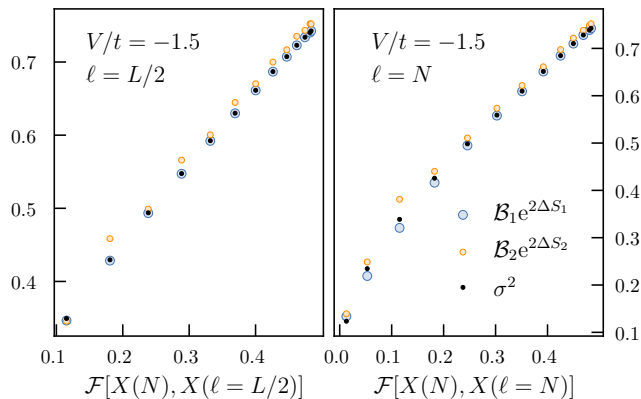 V/t = −1.5
ℓ = L/2
0.7
0.6
0.5
0.4
0.1
0.2
0.3
0.4
F[X(N), X(ℓ = L/2)]
V/t = −1.5
ℓ = N
B₁e^{2ΔS₁}
B₂e^{2ΔS₂}
σ²
0.7
0.6
0.5
0.4
0.3
0.2
0.1
0.0
0.1
0.2
0.3
0.4
F[X(N), X(ℓ = N)]